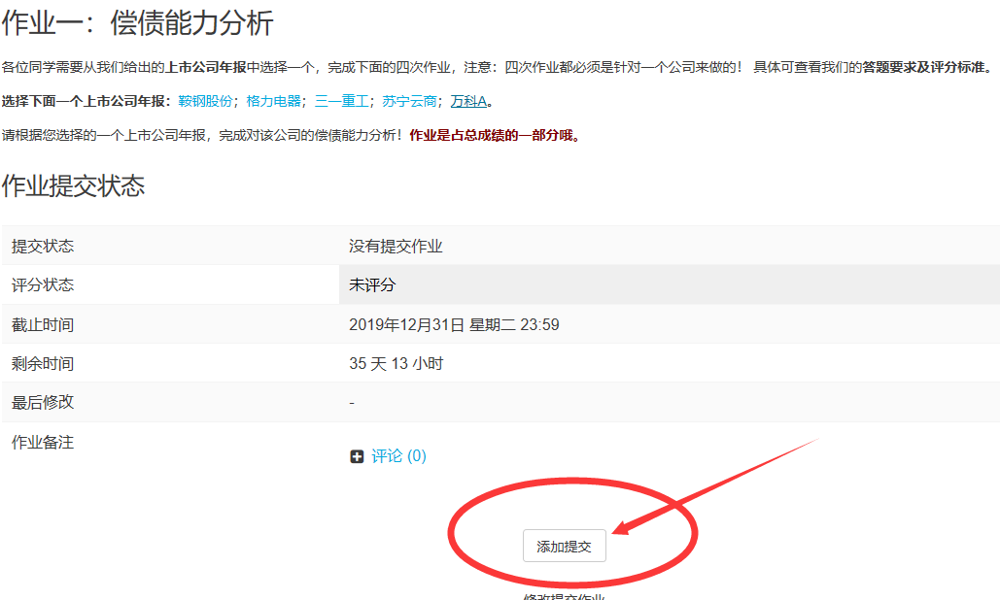 作业一：偿债能力分析
各位同学需要从我们给出的上市公司年报中选择一个，完成下面的四次作业，注意：四次作业都必须是针对一个公司来做的！ 具体可查看我们的答题要求及评分标准。
选择下面一个上市公司年报：鞍钢股份；格力电器；三一重工；苏宁云商；万科A。
请根据您选择的一个上市公司年报，完成对该公司的偿债能力分析！作业是占总成绩的一部分哦。
作业提交状态
提交状态 没有提交作业
评分状态 未评分
截止时间 2019年12月31日 星期二 23:59
剩余时间 35 天 13 小时
最后修改 -
作业备注
评论 (0)
添加提交
修改提交作业